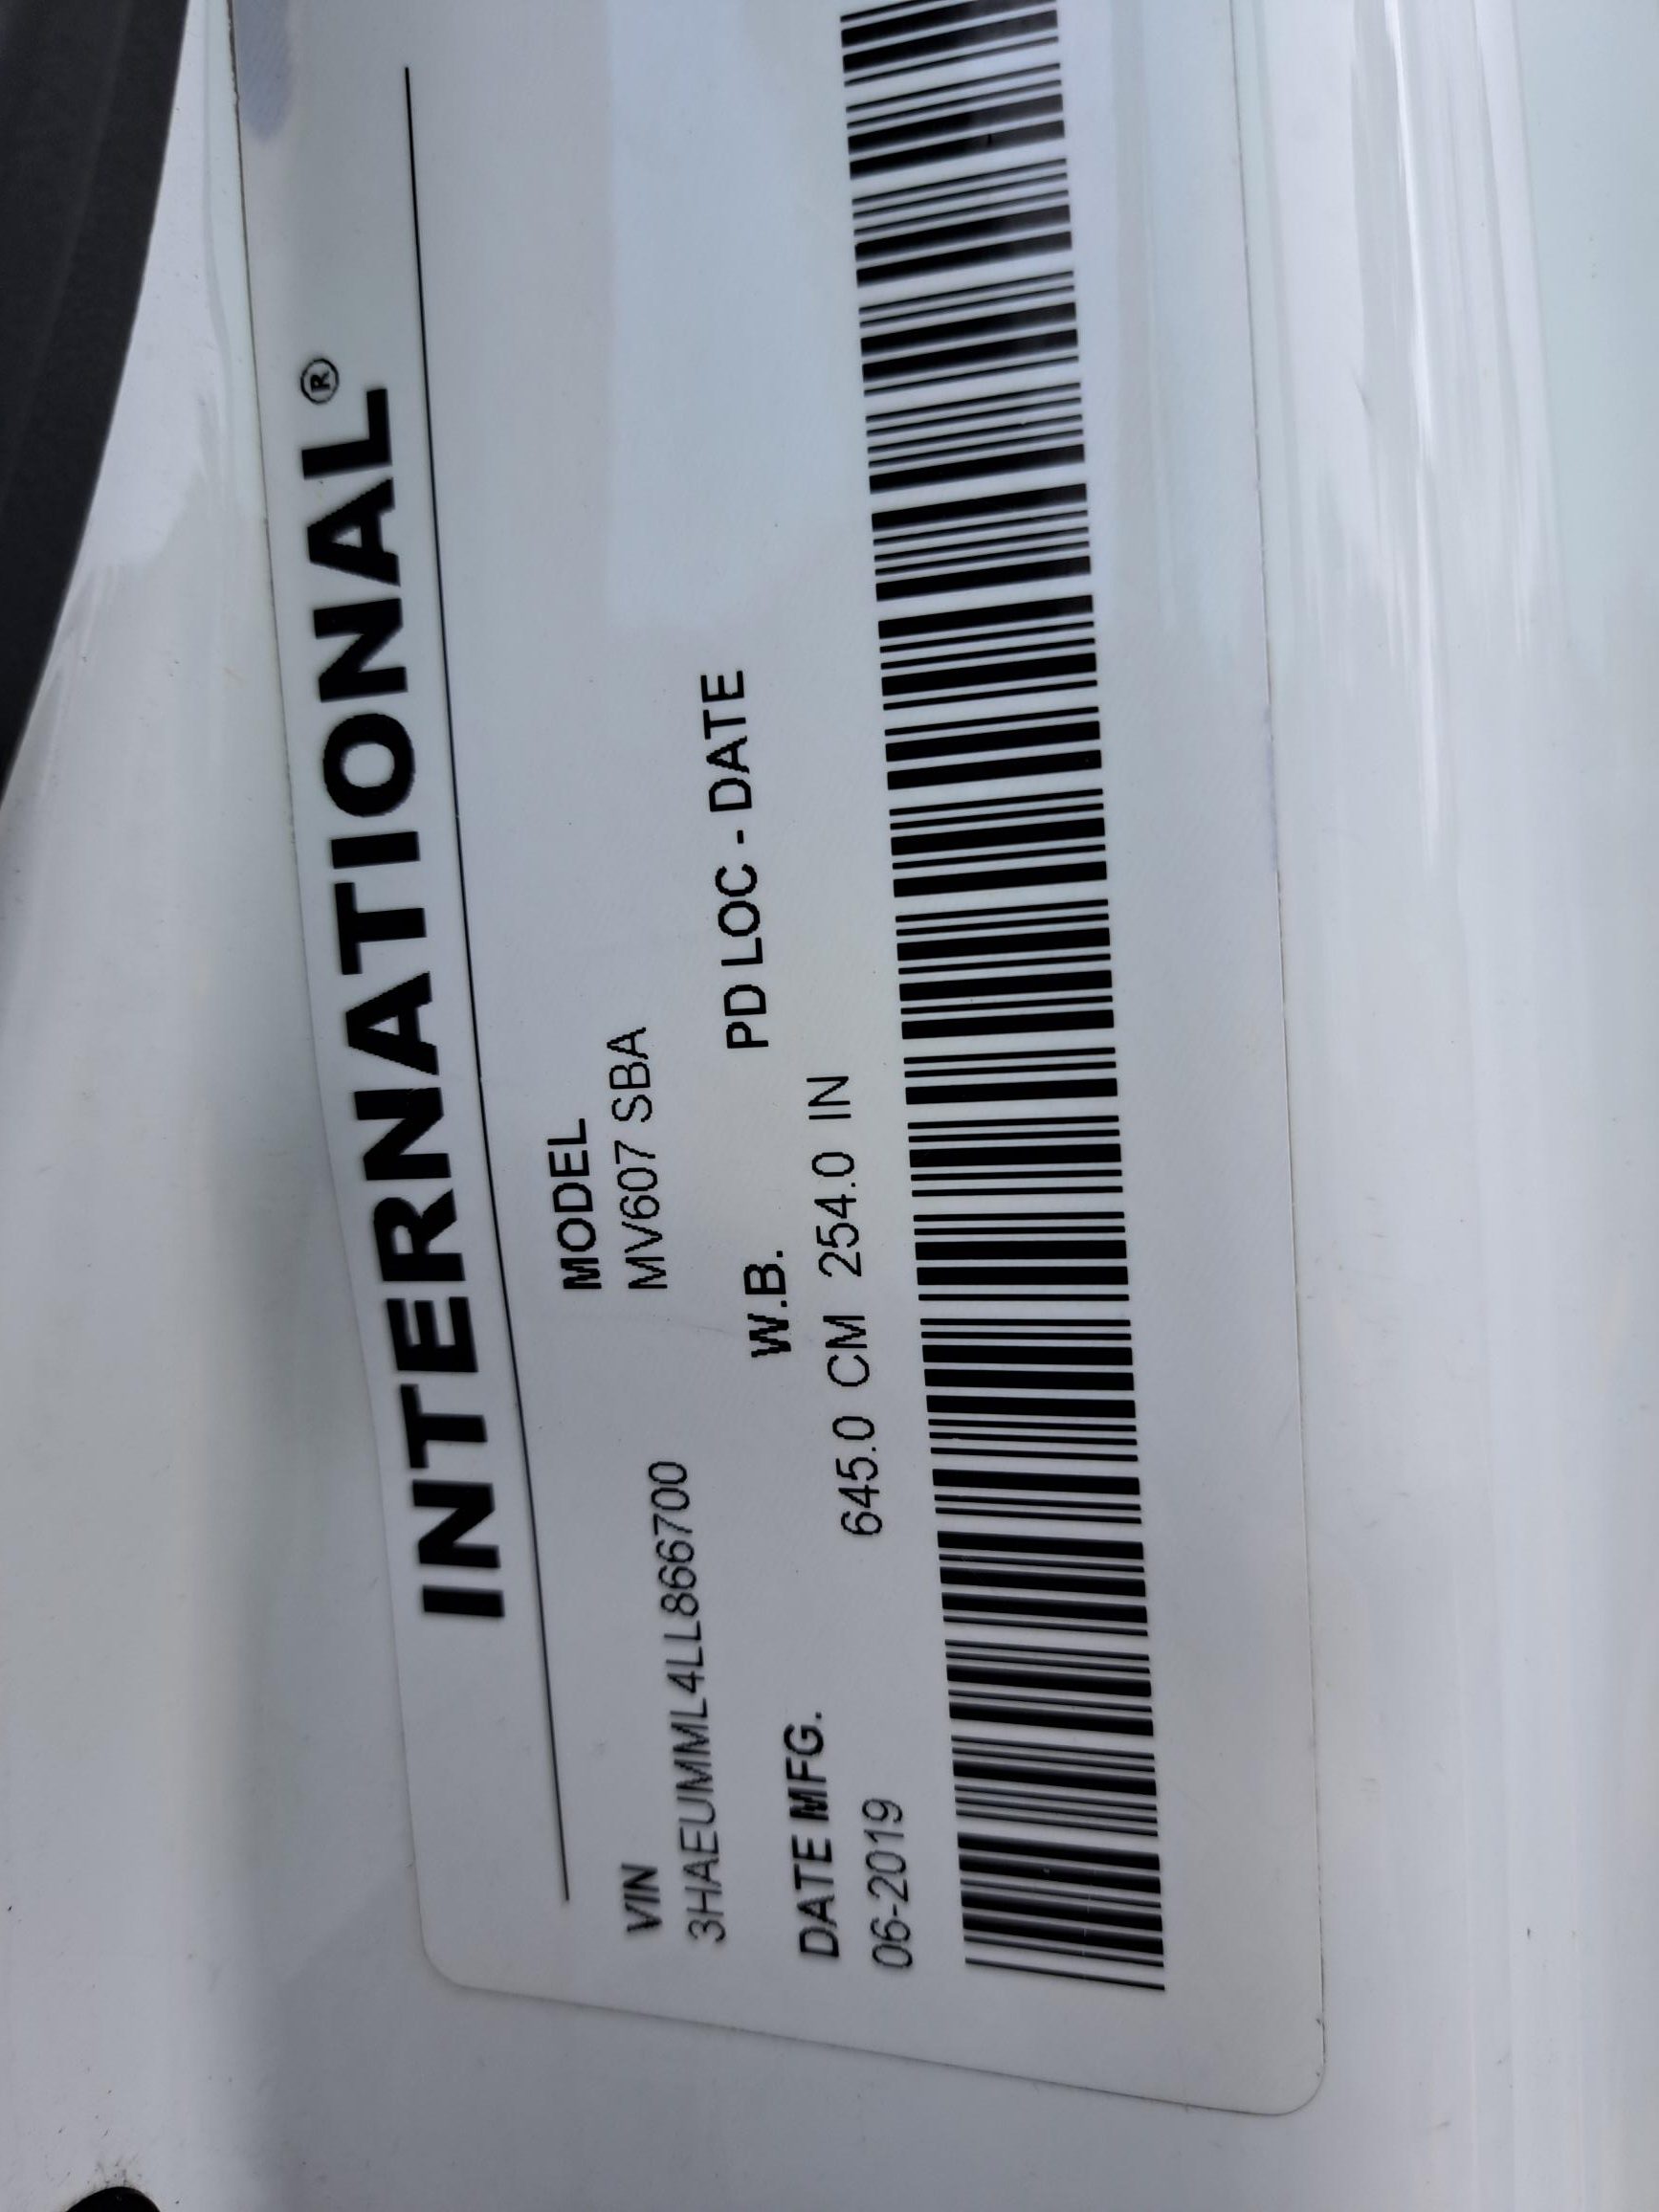 INTERNATIONAL®
VIN MODEL
3HAEUMML4LL866700 MV607 SBA
DATE MFG. W.B. PD LOC - DATE
06-2019 645.0 CM 254.0 IN